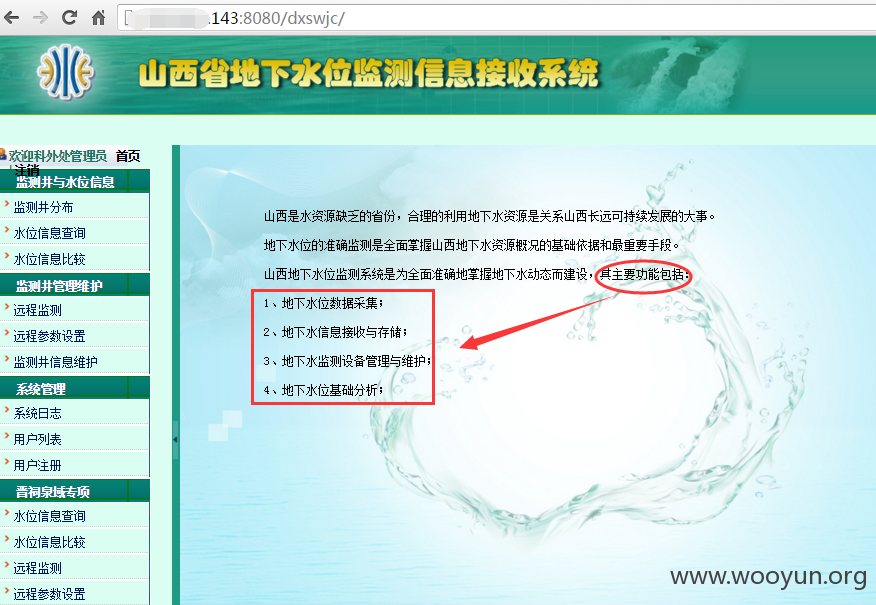 .143:8080/dxswjc/
山西省地下水位监测信息接收系统
欢迎科外处管理员 首页
注销
监测井与水位信息
监测井分布
水位信息查询
水位信息比较
监测井管理维护
远程监测
远程参数设置
监测井信息维护
系统管理
系统日志
用户列表
用户注册
晋祠泉域专项
水位信息查询
水位信息比较
远程监测
远程参数设置
山西是水资源缺乏的省份，合理的利用地下水资源是关系山西长远可持续发展的大事。
地下水位的准确监测是全面掌握山西地下水资源概况的基础依据和最重要手段。
山西地下水位监测系统是为全面准确地掌握地下水动态而建设，其主要功能包括：
1、地下水位数据采集；
2、地下水信息接收与存储；
3、地下水监测设备管理与维护；
4、地下水位基础分析；
www.wooyun.org